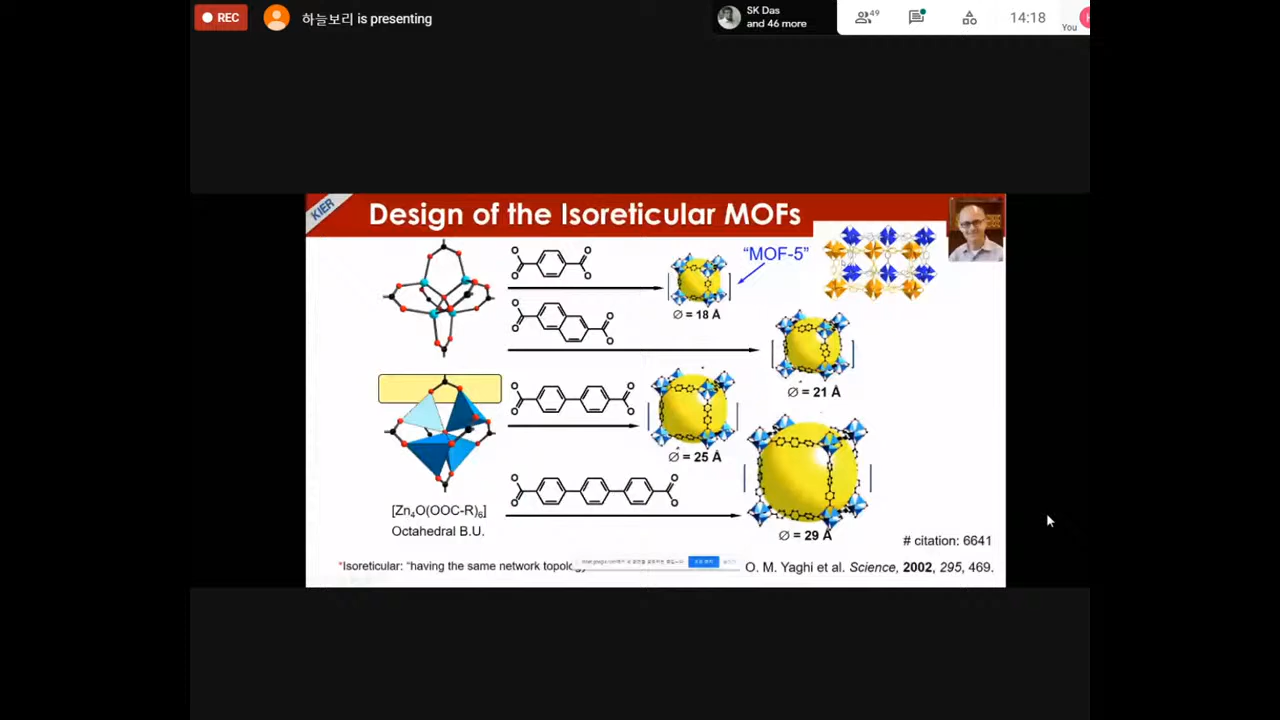 REC
하늘보리 is presenting
SK Das
and 46 more
49
14:18
You
KIER
Design of the Isoreticular MOFs
"MOF-5"
Ø = 18 Å
Ø = 21 Å
Ø = 25 Å
Ø = 29 Å
[Zn₄O(OOC-R)₆]
Octahedral B.U.
# citation: 6641
*Isoreticular: "having the same network topolo
O. M. Yaghi et al. Science, 2002, 295, 469.